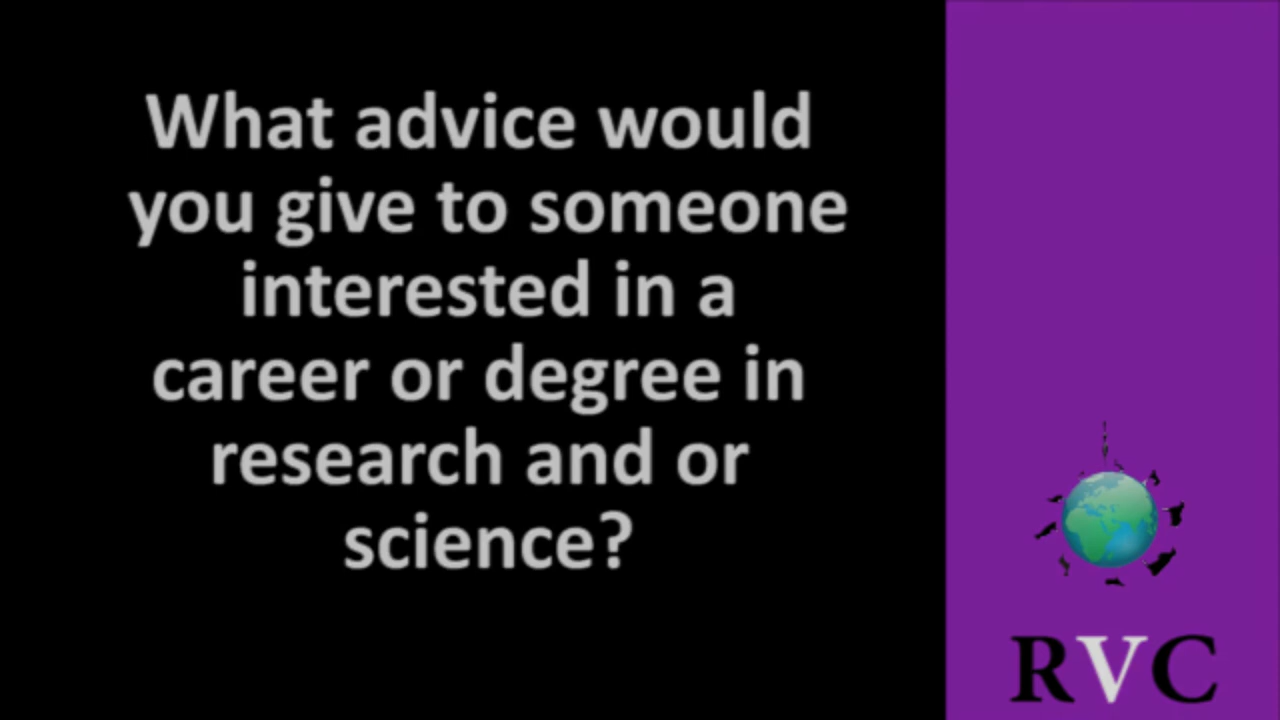 What advice would
you give to someone
interested in a
career or degree in
research and or
science?
RVC